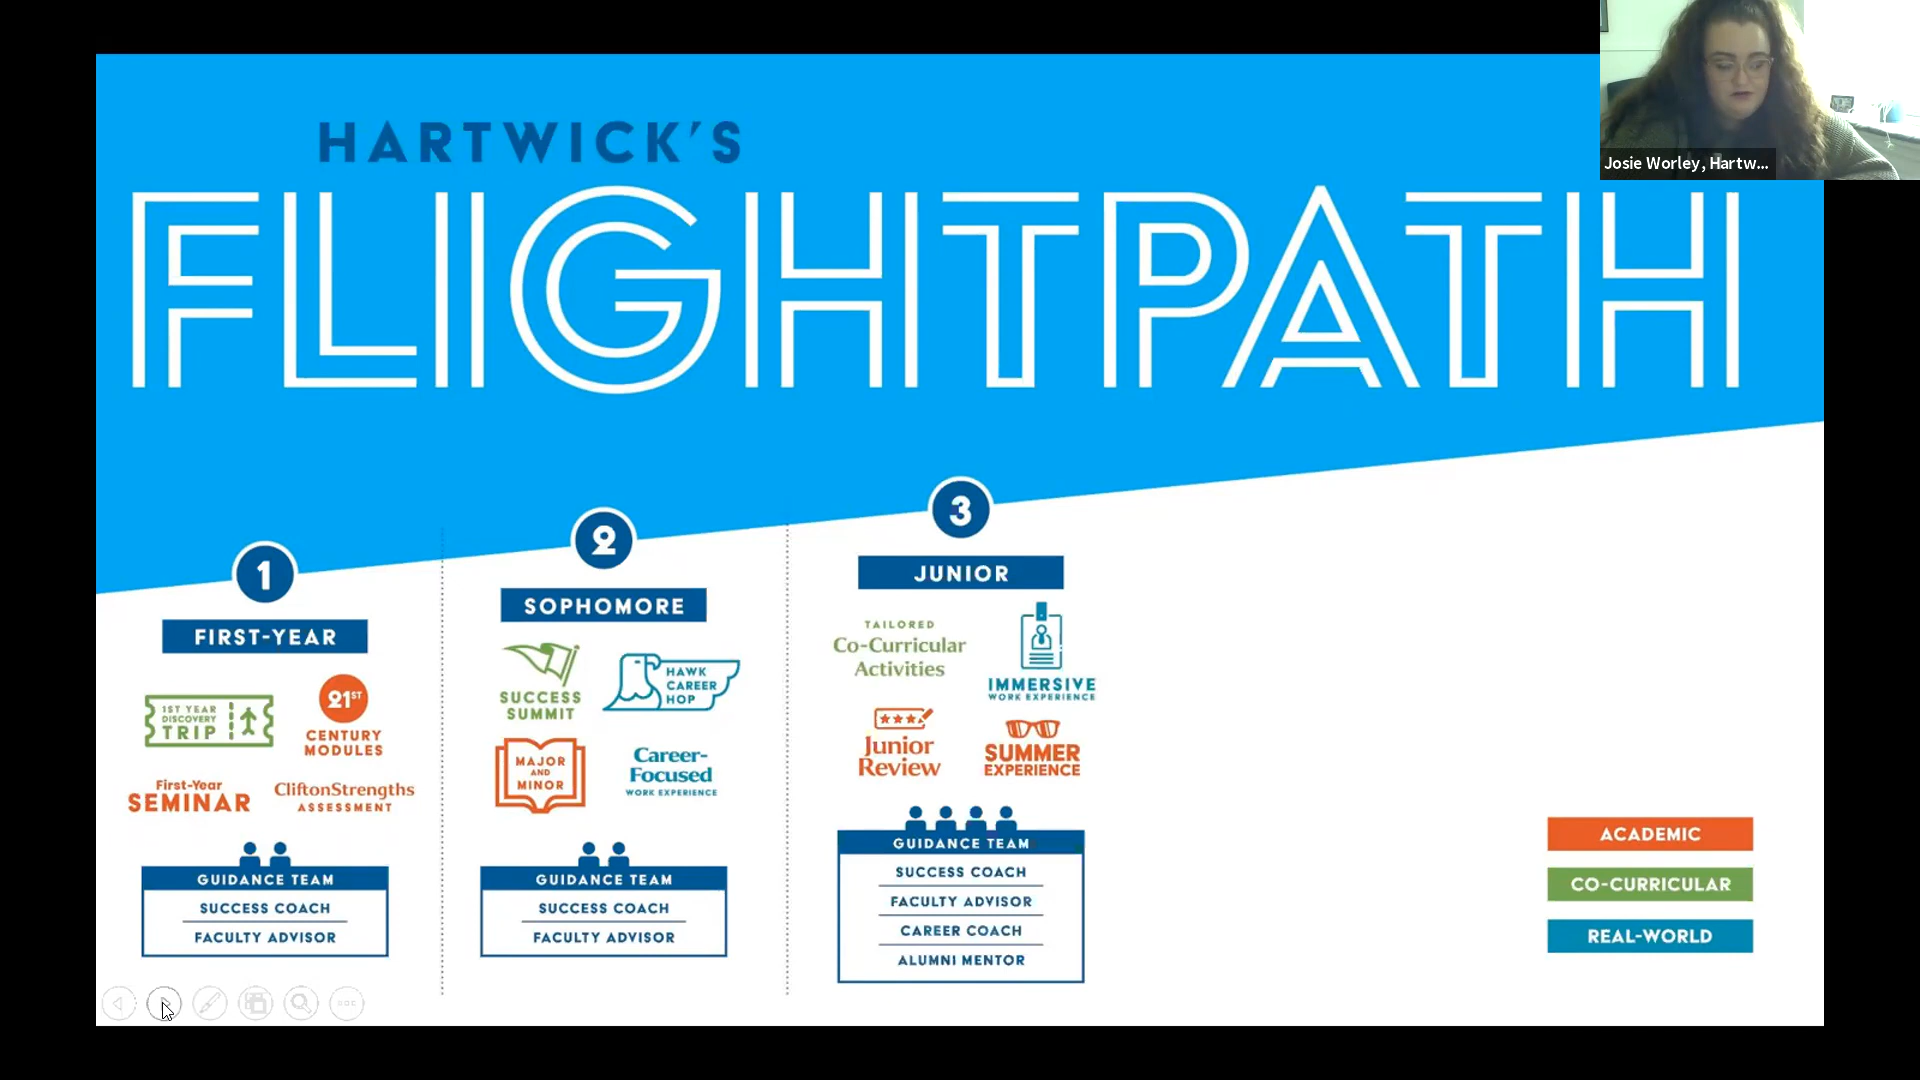 HARTWICK'S
FLIGHTPATH
Josie Worley, Hartw...
1
FIRST-YEAR
1ST YEAR
DISCOVERY
TRIP
21ST
CENTURY
MODULES
First-Year
SEMINAR
CliftonStrengths
ASSESSMENT
GUIDANCE TEAM
SUCCESS COACH
FACULTY ADVISOR
2
SOPHOMORE
SUCCESS
SUMMIT
HAWK
CAREER
HOP
MAJOR
AND
MINOR
Career-
Focused
WORK EXPERIENCE
GUIDANCE TEAM
SUCCESS COACH
FACULTY ADVISOR
3
JUNIOR
TAILORED
Co-Curricular
Activities
IMMERSIVE
WORK EXPERIENCE
Junior
Review
SUMMER
EXPERIENCE
GUIDANCE TEAM
SUCCESS COACH
FACULTY ADVISOR
CAREER COACH
ALUMNI MENTOR
ACADEMIC
CO-CURRICULAR
REAL-WORLD